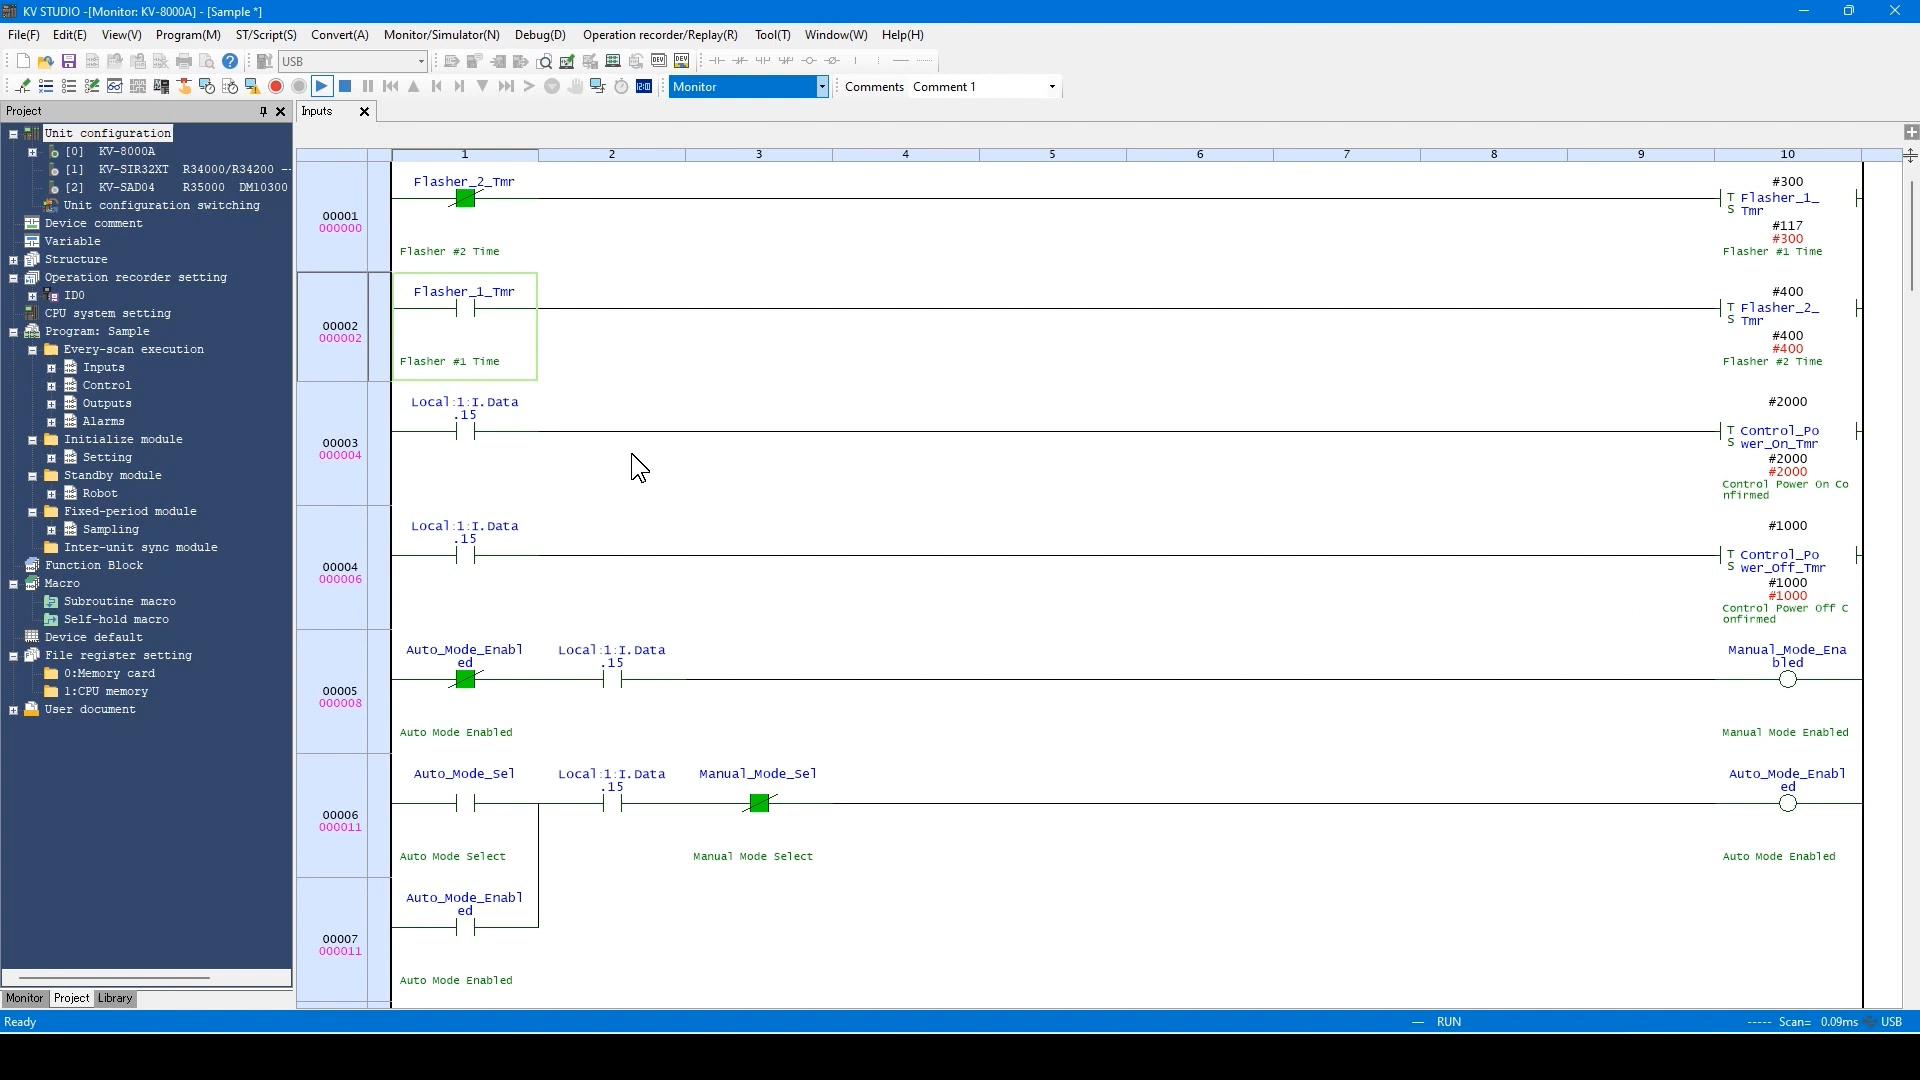 KV STUDIO -[Monitor: KV-8000A] - [Sample *]
File(F) Edit(E) View(V) Program(M) ST/Script(S) Convert(A) Monitor/Simulator(N) Debug(D) Operation recorder/Replay(R) Tool(T) Window(W) Help(H)
USB
Monitor Comments Comment 1
Project
Inputs
Unit configuration
[0] KV-8000A
[1] KV-SIR32XT R34000/R34200 --
[2] KV-SAD04 R35000 DM10300
Unit configuration switching
Device comment
Variable
Structure
Operation recorder setting
ID0
CPU system setting
Program: Sample
Every-scan execution
Inputs
Control
Outputs
Alarms
Initialize module
Setting
Standby module
Robot
Fixed-period module
Sampling
Inter-unit sync module
Function Block
Macro
Subroutine macro
Self-hold macro
Device default
File register setting
0:Memory card
1:CPU memory
User document
Monitor Project Library
1 2 3 4 5 6 7 8 9 10
00001
000000
Flasher_2_Tmr
Flasher #2 Time
#300
T Flasher_1_
S Tmr
#117
#300
Flasher #1 Time
00002
000002
Flasher_1_Tmr
Flasher #1 Time
#400
T Flasher_2_
S Tmr
#400
#400
Flasher #2 Time
00003
000004
Local:1:I.Data
.15
#2000
T Control_Po
S wer_On_Tmr
#2000
#2000
Control Power On Co
nfirmed
00004
000006
Local:1:I.Data
.15
#1000
T Control_Po
S wer_Off_Tmr
#1000
#1000
Control Power Off C
onfirmed
00005
000008
Auto_Mode_Enabl
ed
Auto Mode Enabled
Local:1:I.Data
.15
Manual_Mode_Ena
bled
Manual Mode Enabled
00006
000011
Auto_Mode_Sel
Auto Mode Select
Local:1:I.Data
.15
Manual_Mode_Sel
Manual Mode Select
Auto_Mode_Enabl
ed
Auto Mode Enabled
00007
000011
Auto_Mode_Enabl
ed
Auto Mode Enabled
Ready RUN ----- Scan= 0.09ms USB